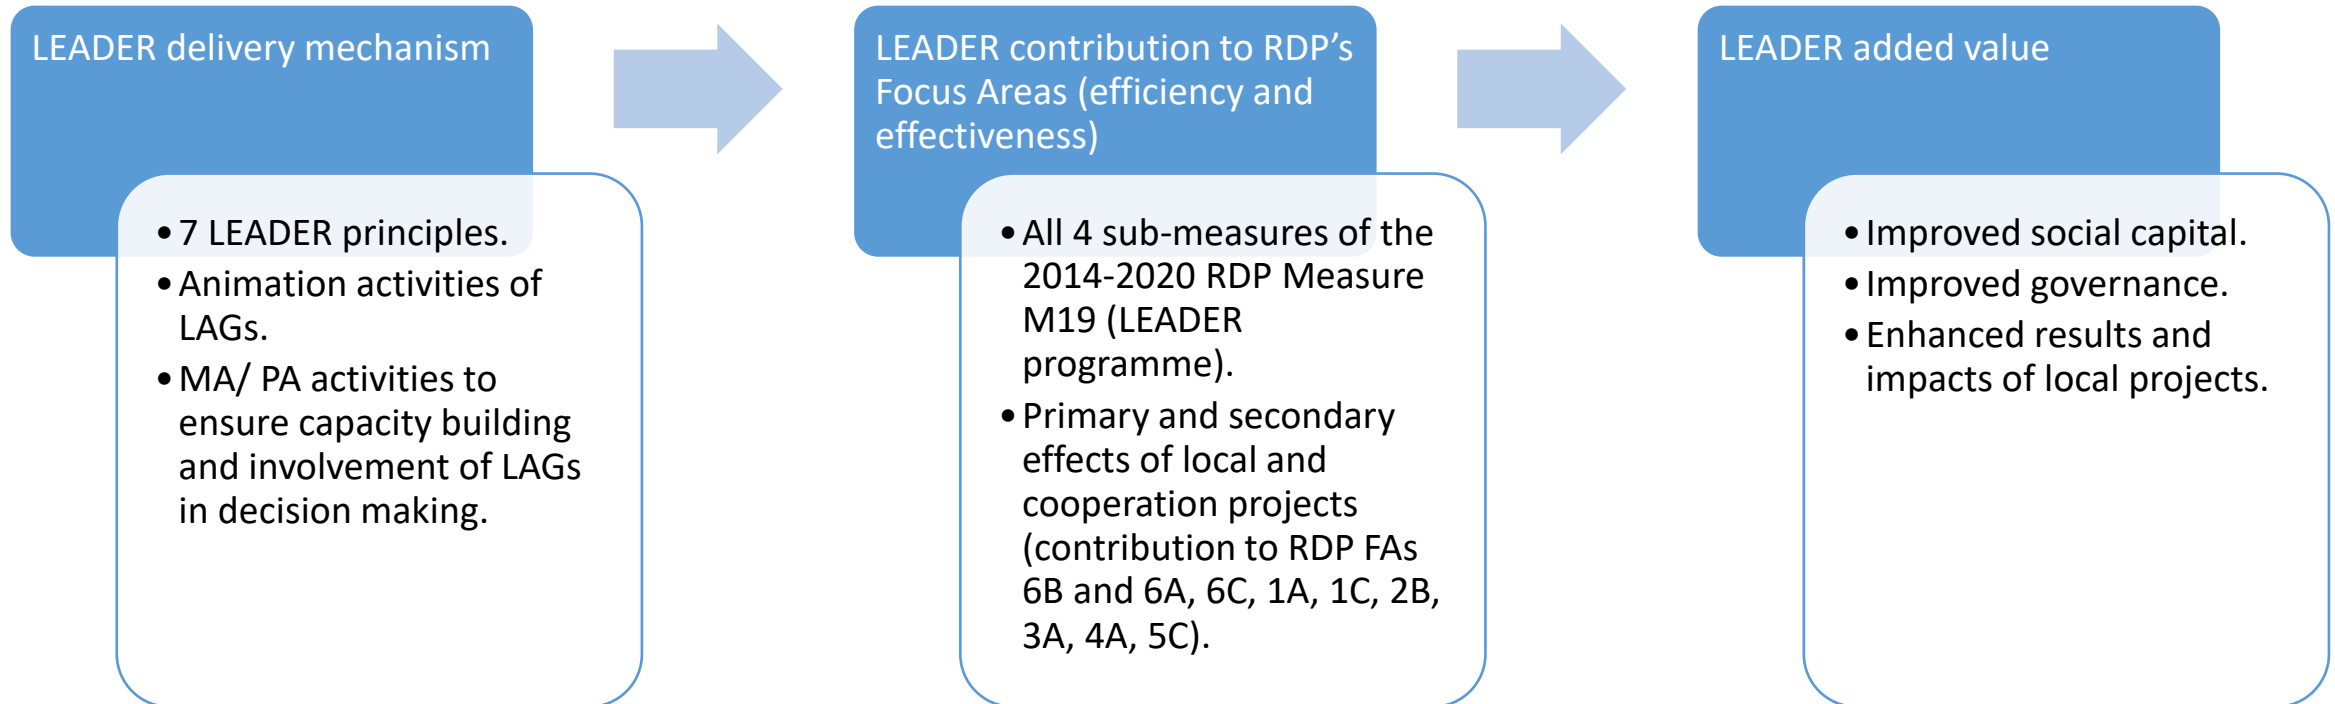 LEADER delivery mechanism
•7 LEADER principles.
•Animation activities of
LAGs.
•MA/ PA activities to
ensure capacity building
and involvement of LAGs
in decision making.
LEADER contribution to RDP’s
Focus Areas (efficiency and
effectiveness)
•All 4 sub-measures of the
2014-2020 RDP Measure
M19 (LEADER
programme).
•Primary and secondary
effects of local and
cooperation projects
(contribution to RDP FAs
6B and 6A, 6C, 1A, 1C, 2B,
3A, 4A, 5C).
LEADER added value
•Improved social capital.
•Improved governance.
•Enhanced results and
impacts of local projects.